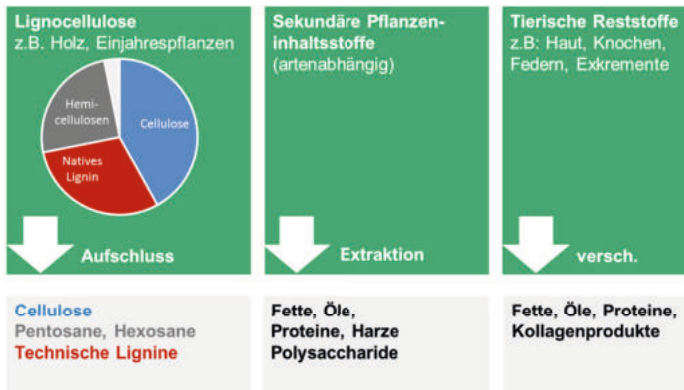 Lignocellulose
z.B. Holz, Einjahrespflanzen
Hemi-
cellulosen
Cellulose
Natives
Lignin
Aufschluss
Cellulose
Pentosane, Hexosane
Technische Lignine
Sekundäre Pflanzen-
inhaltsstoffe
(artenabhängig)
Extraktion
Fette, Öle,
Proteine, Harze
Polysaccharide
Tierische Reststoffe
z.B: Haut, Knochen,
Federn, Exkremente
versch.
Fette, Öle, Proteine,
Kollagenprodukte